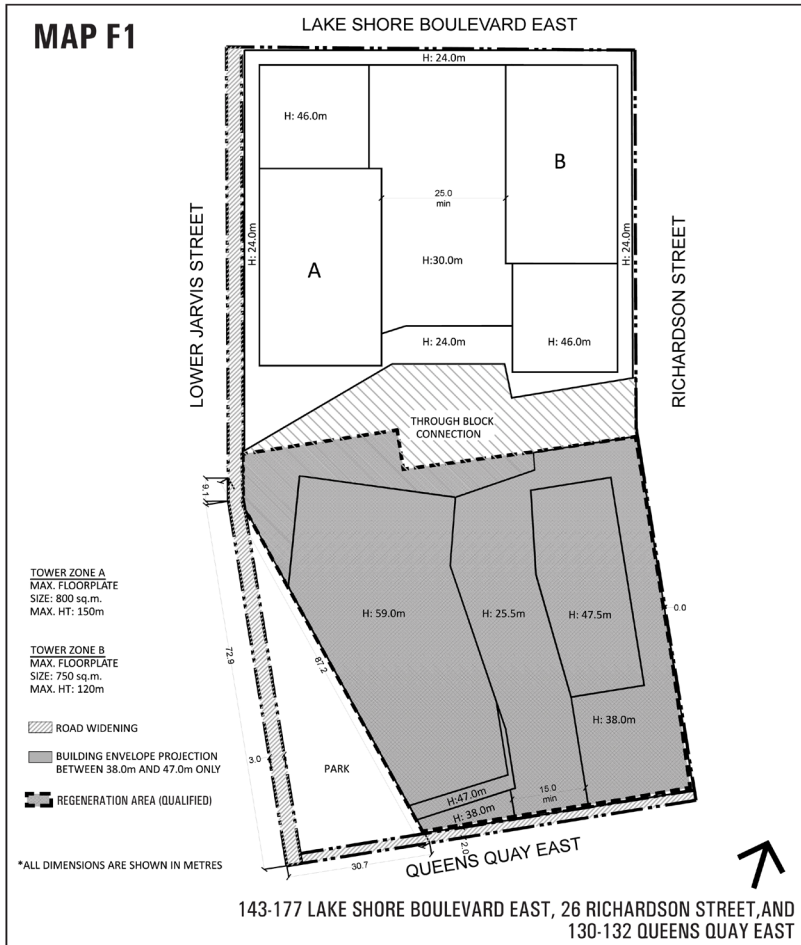 MAP F1
LAKE SHORE BOULEVARD EAST
H: 24.0m
H: 46.0m
B
25.0
min
LOWER JARVIS STREET
H: 24.0m
H: 24.0m
RICHARDSON STREET
H:30.0m
A
H: 24.0m
H: 46.0m
THROUGH BLOCK
CONNECTION
9.1
TOWER ZONE A
MAX. FLOORPLATE
SIZE: 800 sq.m.
MAX. HT: 150m
H: 59.0m
H: 25.5m
H: 47.5m
0.0
TOWER ZONE B
MAX. FLOORPLATE
SIZE: 750 sq.m.
MAX. HT: 120m
72.9
87.2
ROAD WIDENING
H: 38.0m
BUILDING ENVELOPE PROJECTION
BETWEEN 38.0m AND 47.0m ONLY
3.0
PARK
REGENERATION AREA (QUALIFIED)
H:47.0m
H: 38.0m
15.0
min
2.0
30.7
QUEENS QUAY EAST
*ALL DIMENSIONS ARE SHOWN IN METRES
143-177 LAKE SHORE BOULEVARD EAST, 26 RICHARDSON STREET,AND
130-132 QUEENS QUAY EAST